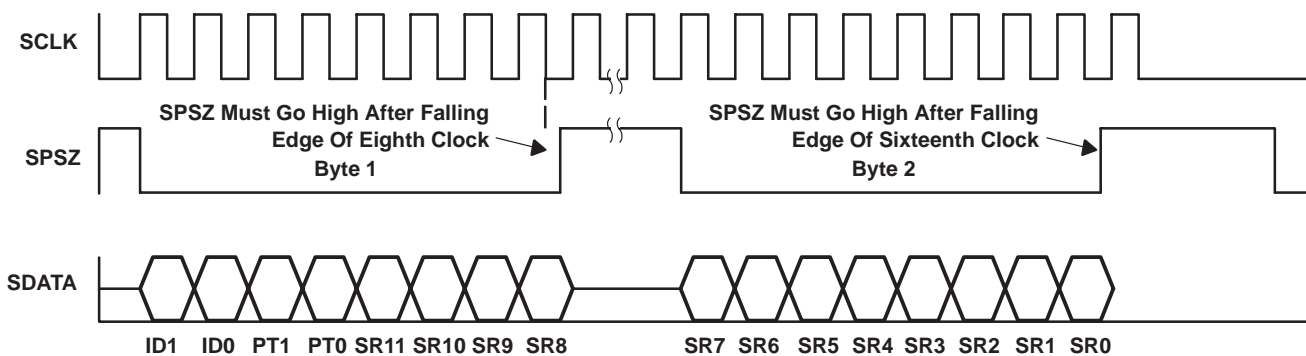 SCLK
SPSZ Must Go High After Falling
Edge Of Eighth Clock
Byte 1
SPSZ Must Go High After Falling
Edge Of Sixteenth Clock
Byte 2
SPSZ
SDATA
ID1 ID0 PT1 PT0 SR11 SR10 SR9 SR8 SR7 SR6 SR5 SR4 SR3 SR2 SR1 SR0